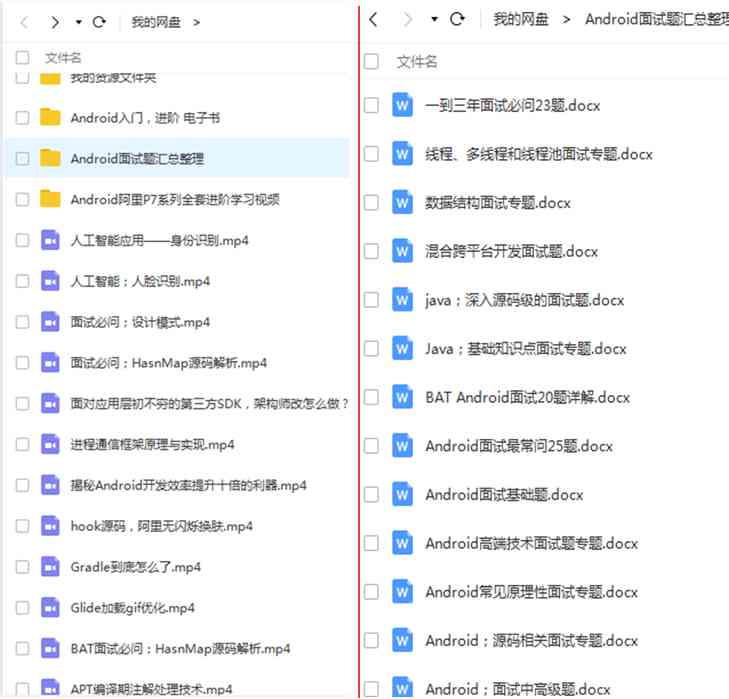 我的网盘 >
文件名
我的资源文件夹
Android入门，进阶 电子书
Android面试题汇总整理
Android阿里P7系列全套进阶学习视频
人工智能应用——身份识别.mp4
人工智能；人脸识别.mp4
面试必问；设计模式.mp4
面试必问；HasnMap源码解析.mp4
面对应用层初不穷的第三方SDK，架构师改怎么做？
进程通信框架原理与实现.mp4
揭秘Android开发效率提升十倍的利器.mp4
hook源码，阿里无闪烁换肤.mp4
Gradle到底怎么了.mp4
Glide加载gif优化.mp4
BAT面试必问；HasnMap源码解析.mp4
APT编译期注解处理技术.mp4
我的网盘 > Android面试题汇总整理
文件名
W 一到三年面试必问23题.docx
W 线程、多线程和线程池面试专题.docx
W 数据结构面试专题.docx
W 混合跨平台开发面试题.docx
W java；深入源码级的面试题.docx
W Java；基础知识点面试专题.docx
W BAT Android面试20题详解.docx
W Android面试最常问25题.docx
W Android面试基础题.docx
W Android高端技术面试题专题.docx
W Android常见原理性面试专题.docx
W Android；源码相关面试专题.docx
W Android；面试中高级题.docx